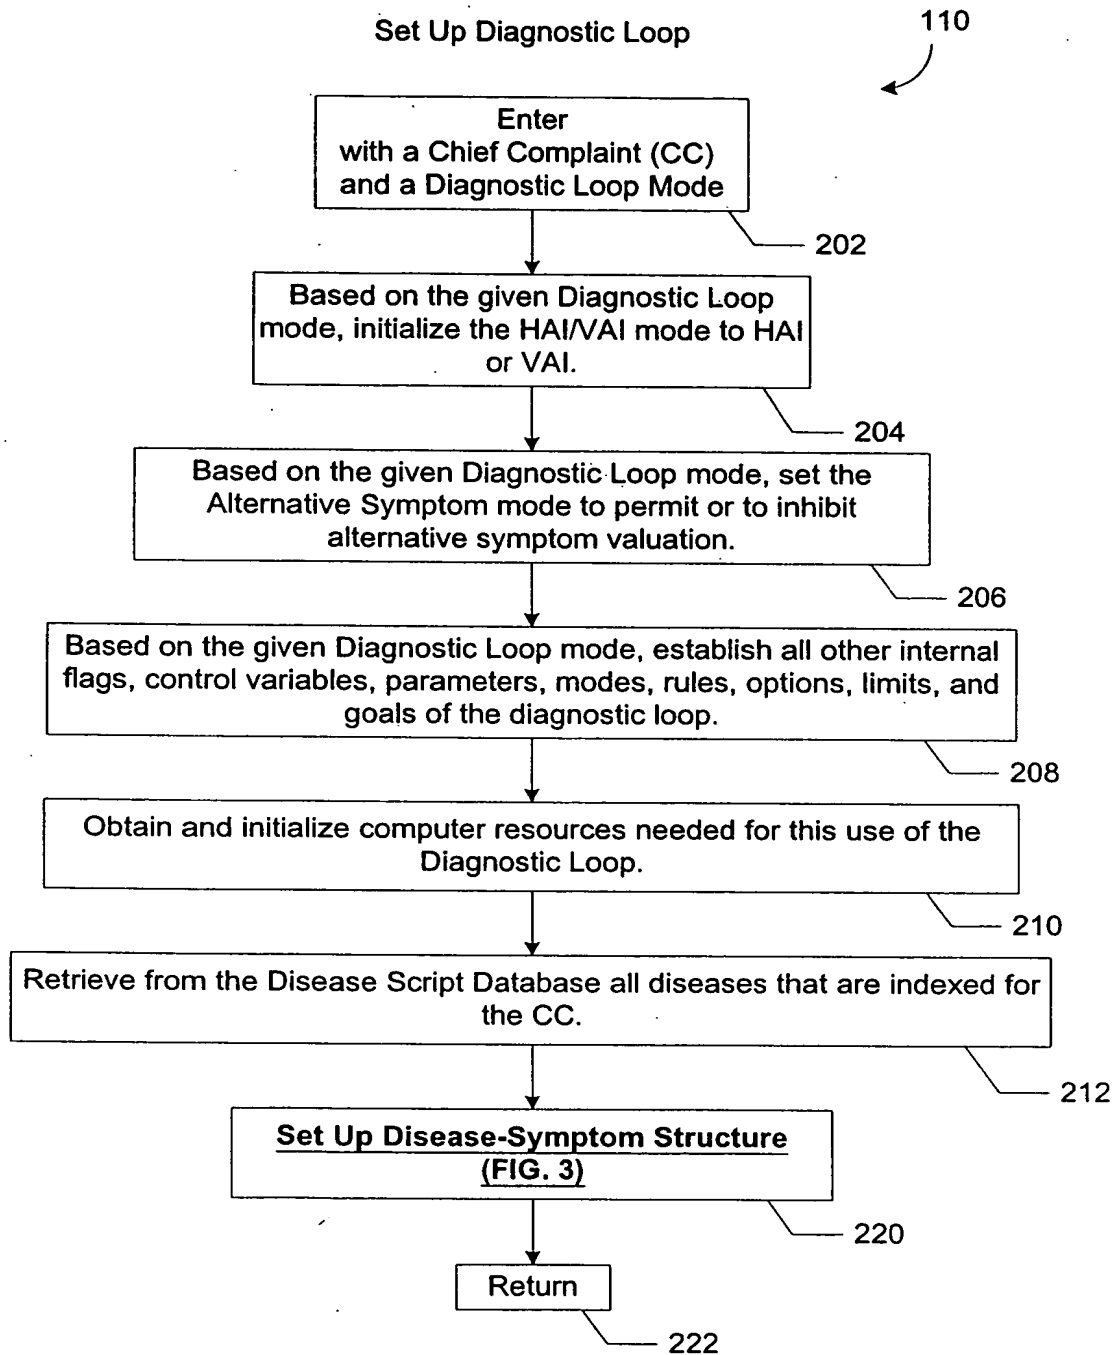 Set Up Diagnostic Loop
110
Enter
with a Chief Complaint (CC)
and a Diagnostic Loop Mode
202
Based on the given Diagnostic Loop
mode, initialize the HAI/VAI mode to HAI
or VAI.
204
Based on the given Diagnostic Loop mode, set the
Alternative Symptom mode to permit or to inhibit
alternative symptom valuation.
206
Based on the given Diagnostic Loop mode, establish all other internal
flags, control variables, parameters, modes, rules, options, limits, and
goals of the diagnostic loop.
208
Obtain and initialize computer resources needed for this use of the
Diagnostic Loop.
210
Retrieve from the Disease Script Database all diseases that are indexed for
the CC.
212
Set Up Disease-Symptom Structure
(FIG. 3)
220
Return
222